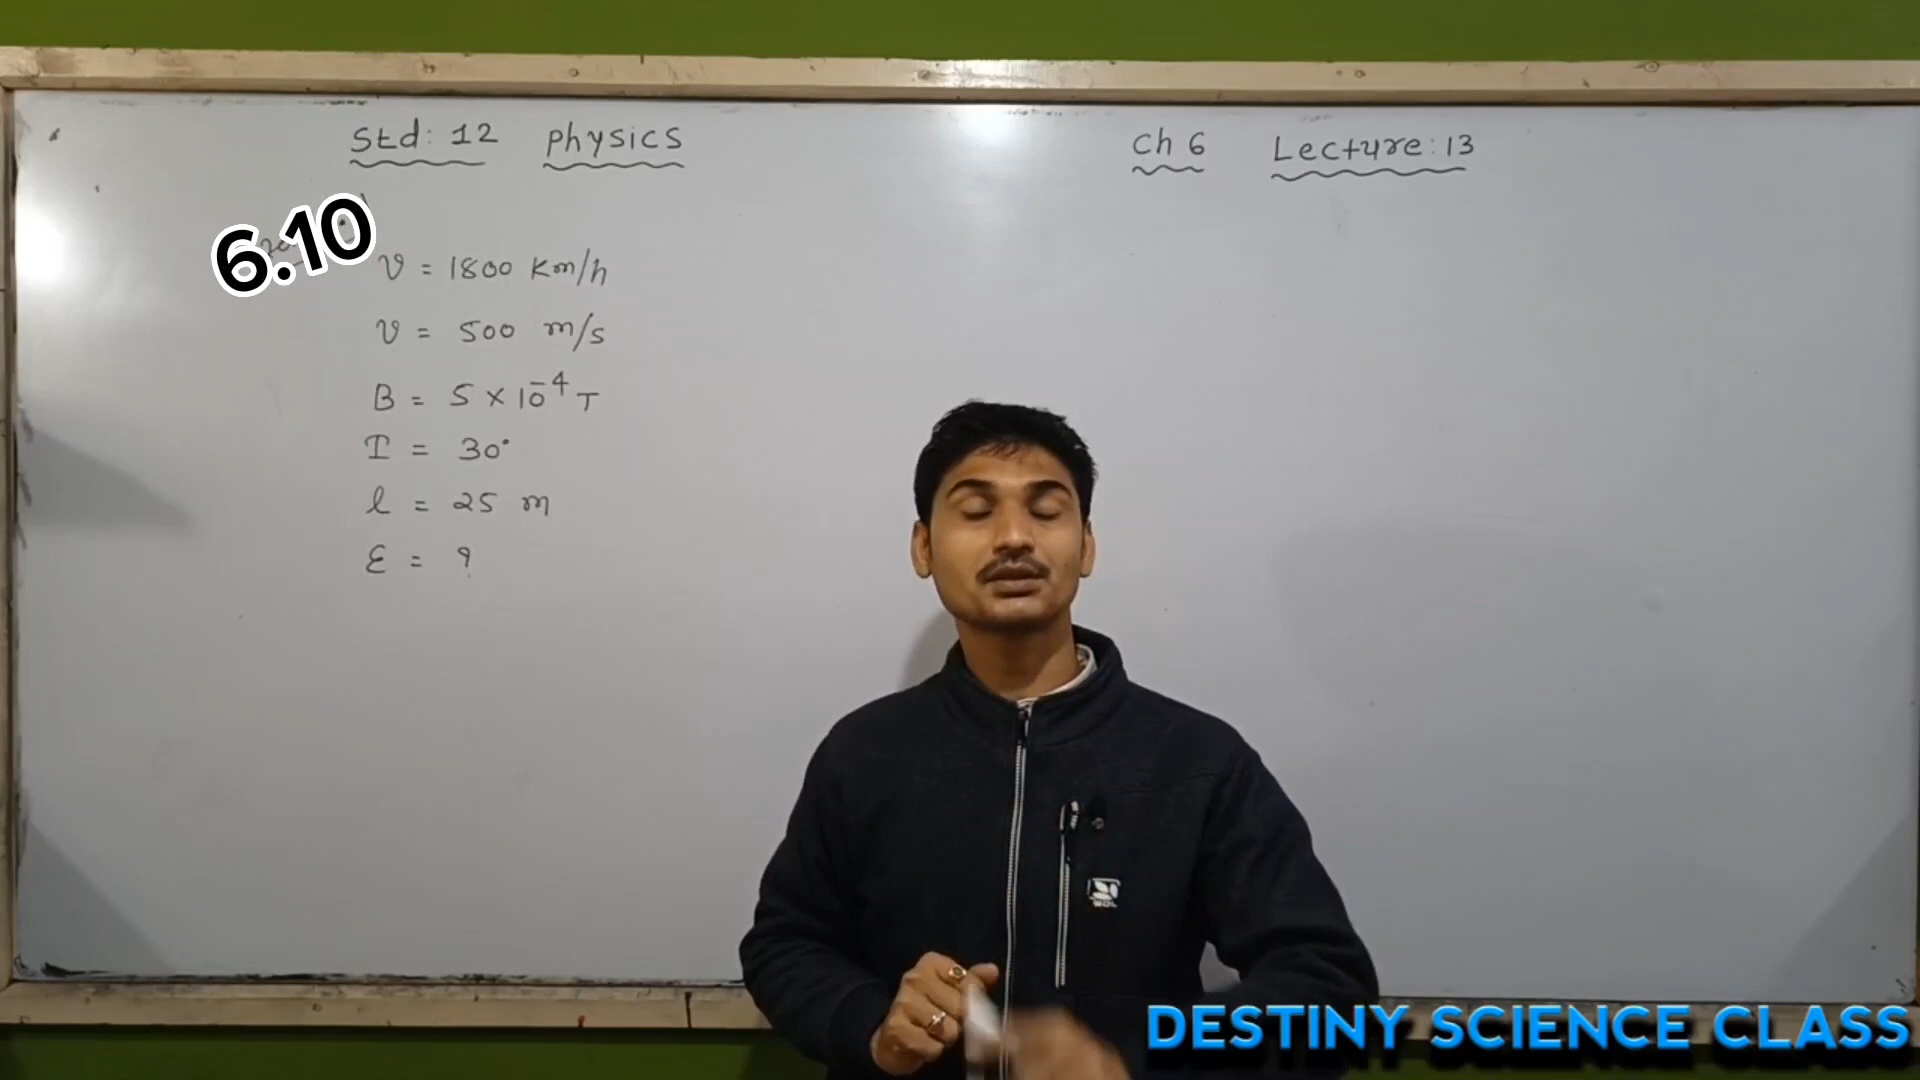 Std: 12 Physics
Ch 6 Lecture: 13
6.10
v = 1800 Km/h
v = 500 m/s
B = 5 × 10⁻⁴ T
I = 30°
l = 25 m
ε = ?
DESTINY SCIENCE CLASS